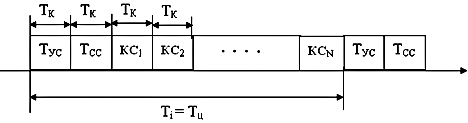 Tк Tк Tк Tк
TУС TСС КС1 КС2 . . . . КСN TУС TСС
Ti = Tц